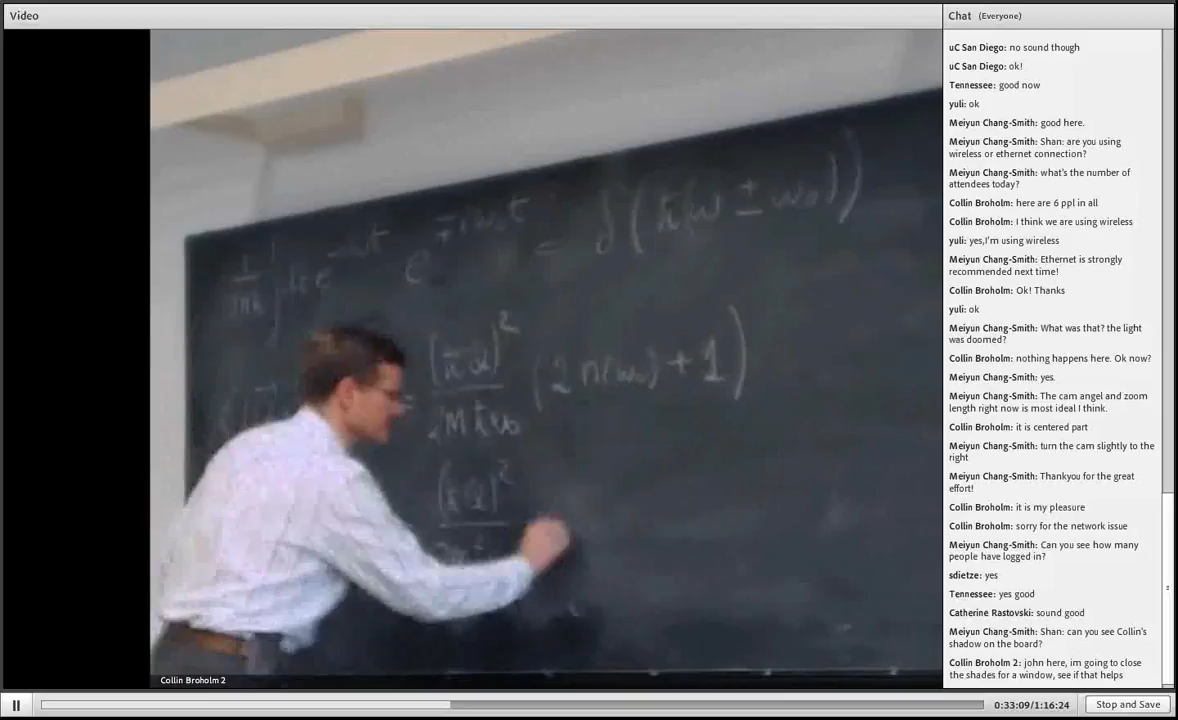 Video
Chat (Everyone)
uC San Diego: no sound though
uC San Diego: ok!
Tennessee: good now
yuli: ok
Meiyun Chang-Smith: good here.
Meiyun Chang-Smith: Shan: are you using
wireless or ethernet connection?
Meiyun Chang-Smith: what's the number of
attendees today?
Collin Broholm: here are 6 ppl in all
Collin Broholm: I think we are using wireless
yuli: yes,I'm using wireless
Meiyun Chang-Smith: Ethernet is strongly
recommended next time!
Collin Broholm: Ok! Thanks
yuli: ok
Meiyun Chang-Smith: What was that? the light
was doomed?
Collin Broholm: nothing happens here. Ok now?
Meiyun Chang-Smith: yes.
Meiyun Chang-Smith: The cam angel and zoom
length right now is most ideal I think.
Collin Broholm: it is centered part
Meiyun Chang-Smith: turn the cam slightly to the
right
Meiyun Chang-Smith: Thankyou for the great
effort!
Collin Broholm: it is my pleasure
Collin Broholm: sorry for the network issue
Meiyun Chang-Smith: Can you see how many
people have logged in?
sdietze: yes
Tennessee: yes good
Catherine Rastovski: sound good
Meiyun Chang-Smith: Shan: can you see Collin's
shadow on the board?
Collin Broholm 2: john here, im going to close
the shades for a window, see if that helps
e ∓iω₀t = δ(ħ(ω ± ω₀))
= (ħQ)² (2n(ω₀) + 1)
2Mħω₀
(ħQ)²
Collin Broholm 2
0:33:09/1:16:24
Stop and Save